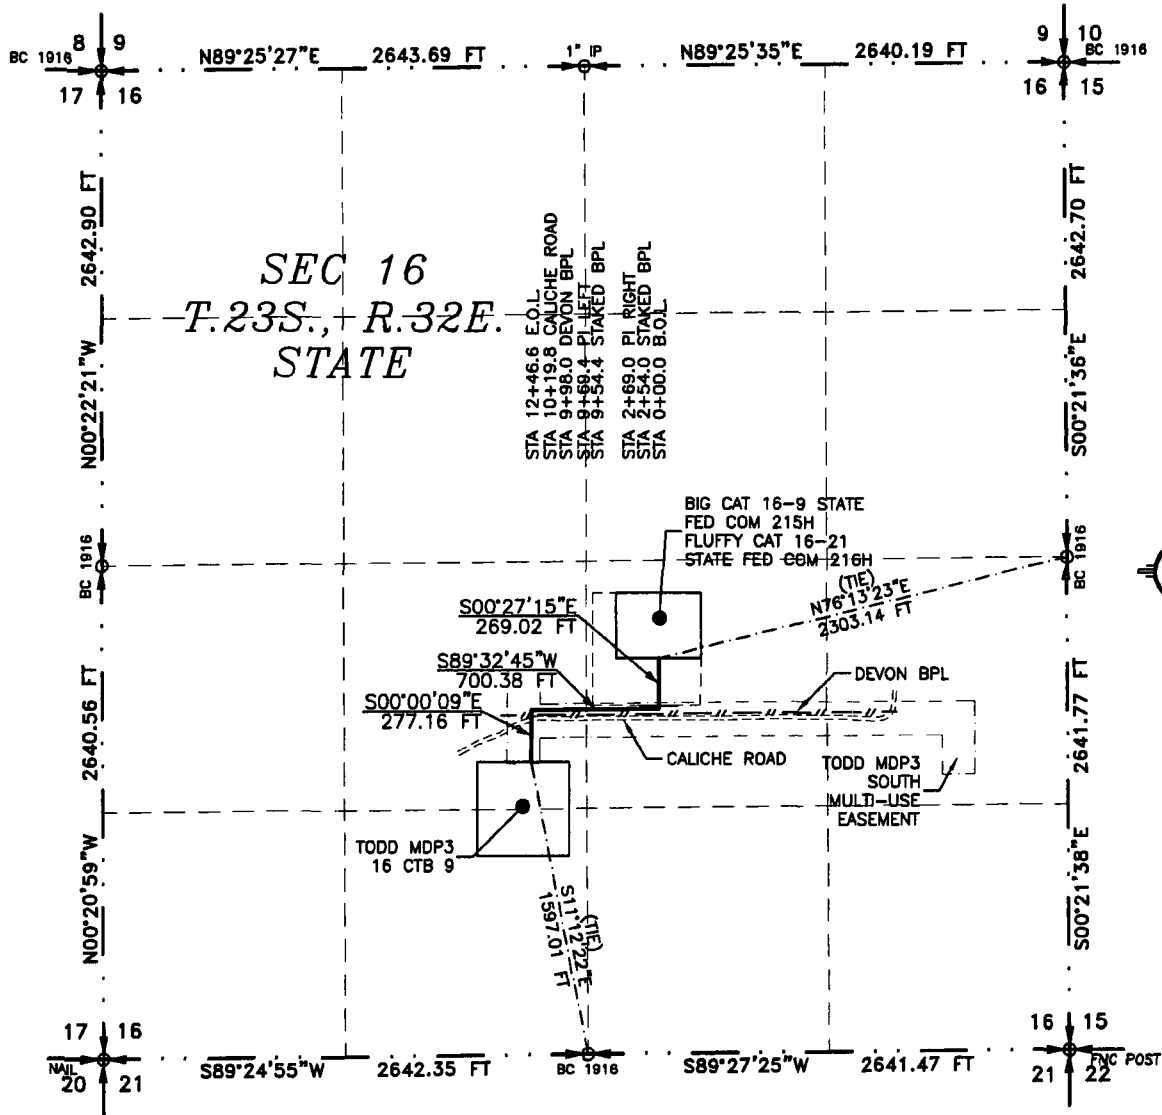 8 9
BC 1916
17 16
N89°25'27"E 2643.69 FT
1" IP
N89°25'35"E 2640.19 FT
9 10
BC 1916
16 15
N00°22'21"W 2642.90 FT
S00°21'36"E 2642.70 FT
SEC 16
T.23S., R.32E.
STATE
STA 12+46.6 E.O.L.
STA 10+19.8 CALICHE ROAD
STA 9+98.0 DEVON BPL
STA 9+69.4 PI LEFT
STA 9+54.4 STAKED BPL
STA 2+69.0 PI RIGHT
STA 2+54.0 STAKED BPL
STA 0+00.0 B.O.L.
BIG CAT 16-9 STATE
FED COM 215H
FLUFFY CAT 16-21
STATE FED COM 216H
BC 1916
BC 1916
(TIE)
N76°13'23"E
2303.14 FT
S00°27'15"E
269.02 FT
S89°32'45"W
700.38 FT
S00°00'09"E
277.16 FT
DEVON BPL
CALICHE ROAD
TODD MDP3
SOUTH
MULTI-USE
EASEMENT
TODD MDP3
16 CTB 9
N00°20'59"W 2640.56 FT
S00°21'38"E 2641.77 FT
(TIE)
S11°12'22"E
1597.01 FT
17 16
NAIL
20 21
S89°24'55"W 2642.35 FT
BC 1916
S89°27'25"W 2641.47 FT
16 15
FNC POST
21 22